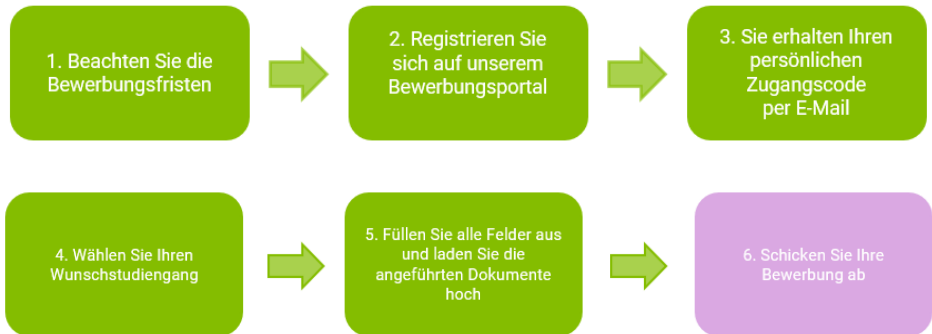 1. Beachten Sie die
Bewerbungsfristen
2. Registrieren Sie
sich auf unserem
Bewerbungsportal
3. Sie erhalten Ihren
persönlichen
Zugangscode
per E-Mail
4. Wählen Sie Ihren
Wunschstudiengang
5. Füllen Sie alle Felder aus
und laden Sie die
angeführten Dokumente
hoch
6. Schicken Sie Ihre
Bewerbung ab